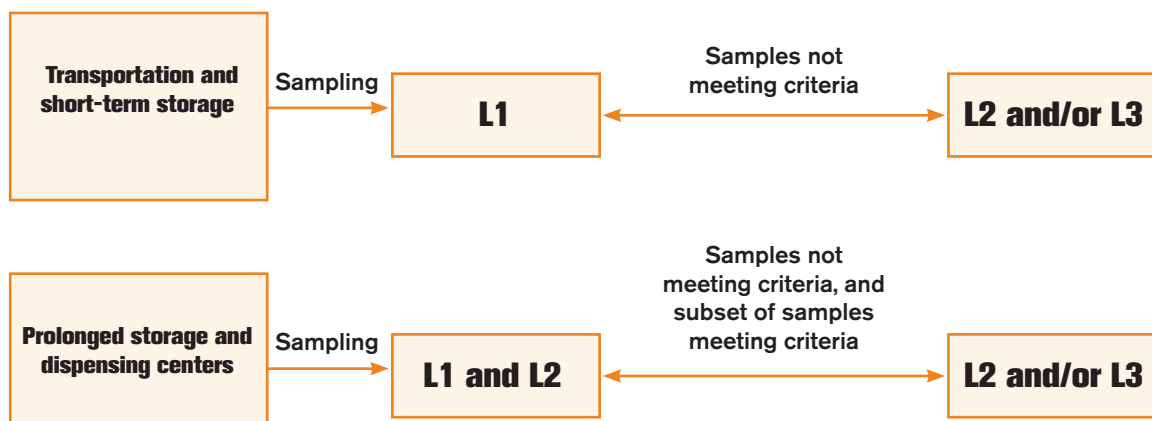 Transportation and
short-term storage
Sampling
L1
Samples not
meeting criteria
L2 and/or L3
Prolonged storage and
dispensing centers
Sampling
L1 and L2
Samples not
meeting criteria, and
subset of samples
meeting criteria
L2 and/or L3